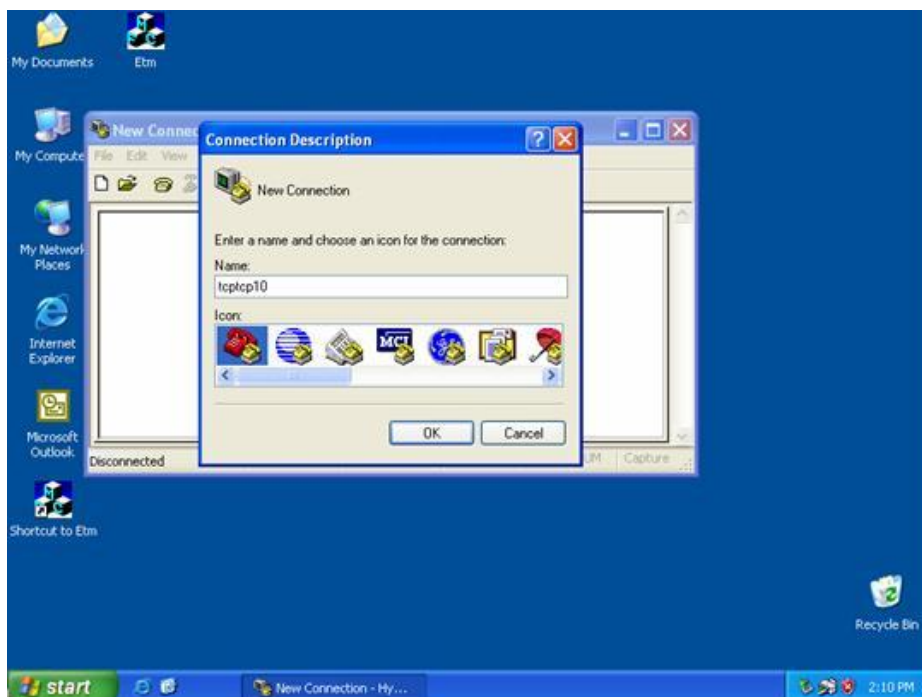 My Documents
Etm
My Compute
New Connec
File Edit View
Connection Description
New Connection
Enter a name and choose an icon for the connection:
Name:
tcptcp10
Icon:
MCI
OK Cancel
My Network
Places
Internet
Explorer
Microsoft
Outlook
Disconnected
UM Capture
Shortcut to Etm
Recycle Bin
start
New Connection - Hy...
2:10 PM